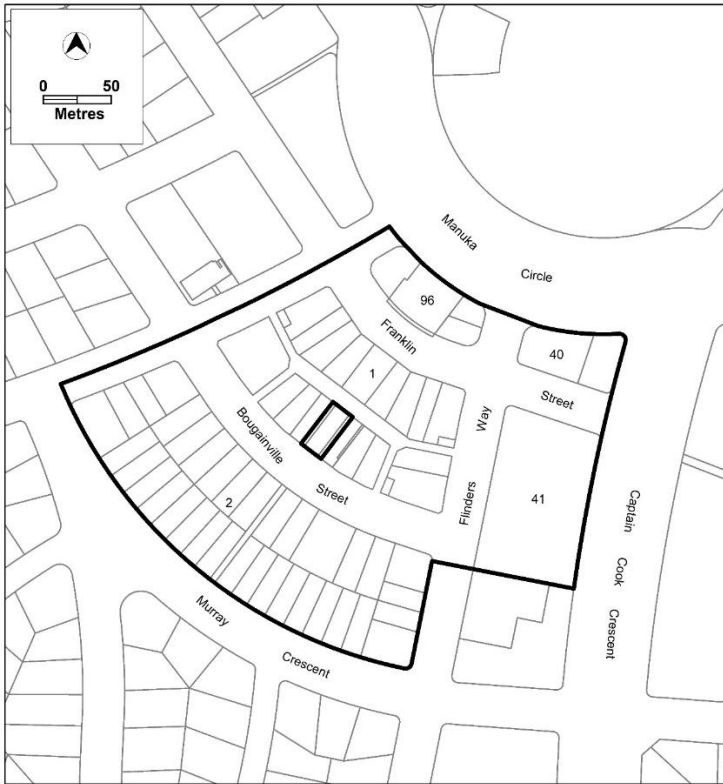 0 50
Metres
Manuka
Circle
96
Franklin
40
1
Street
Way
Bougainville
Street
Flinders
41
2
Captain
Cook
Crescent
Murray
Crescent